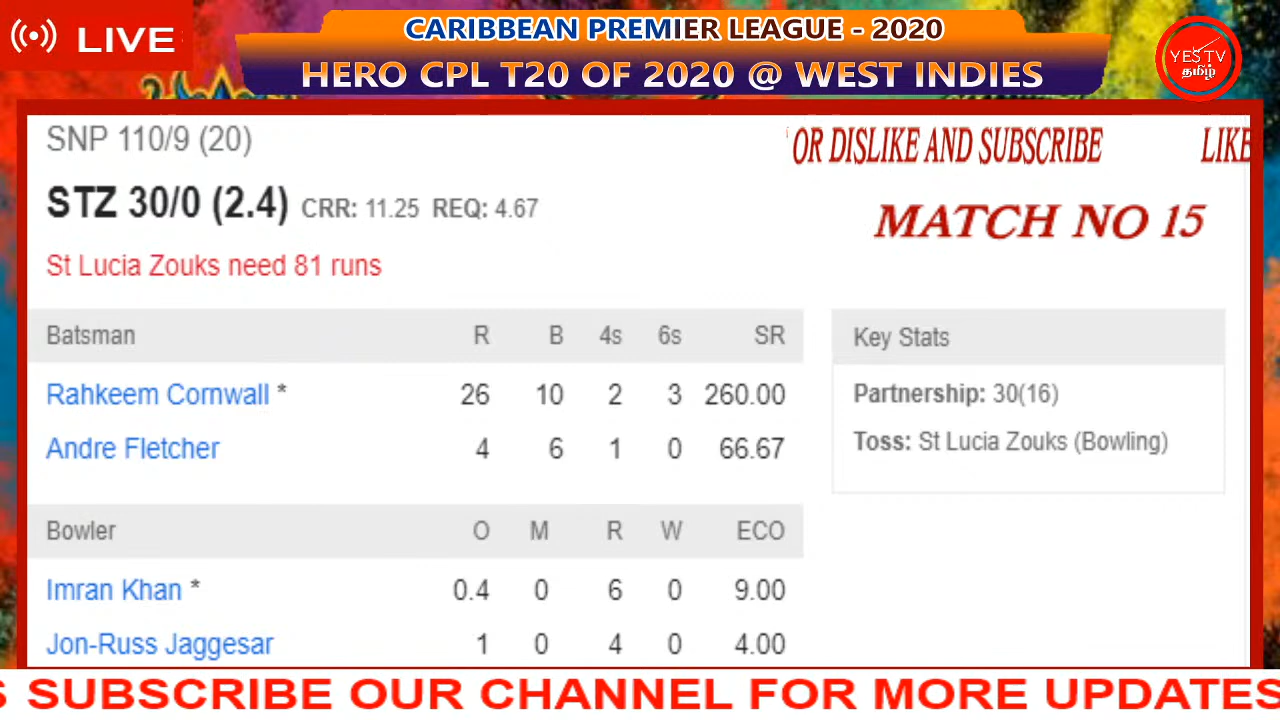 LIVE
CARIBBEAN PREMIER LEAGUE - 2020
HERO CPL T20 OF 2020 @ WEST INDIES
YES TV
தமிழ்
SNP 110/9 (20)
OR DISLIKE AND SUBSCRIBE LIKE
STZ 30/0 (2.4) CRR: 11.25 REQ: 4.67
MATCH NO 15
St Lucia Zouks need 81 runs
Batsman R B 4s 6s SR
Rahkeem Cornwall * 26 10 2 3 260.00
Andre Fletcher 4 6 1 0 66.67
Key Stats
Partnership: 30(16)
Toss: St Lucia Zouks (Bowling)
Bowler O M R W ECO
Imran Khan * 0.4 0 6 0 9.00
Jon-Russ Jaggesar 1 0 4 0 4.00
S SUBSCRIBE OUR CHANNEL FOR MORE UPDATES